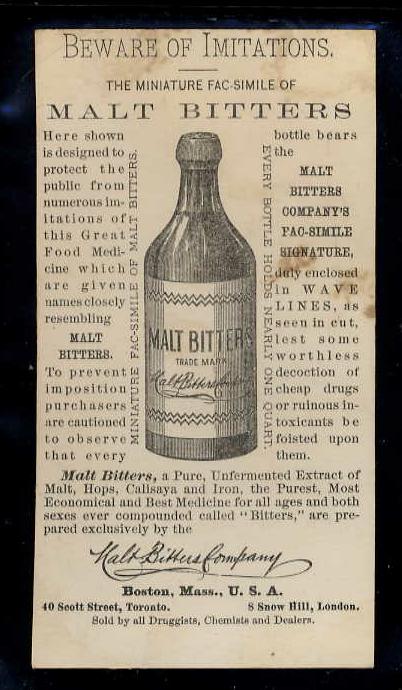 BEWARE OF IMITATIONS.
THE MINIATURE FAC-SIMILE OF
MALT BITTERS
Here shown
is designed to
protect the
public from
numerous im-
itations of
this Great
Food Medi-
cine which
are given
names closely
resembling
MALT
BITTERS.
To prevent
imposition
purchasers
are cautioned
to observe
that every
MINIATURE FAC-SIMILE OF MALT BITTERS.
MALT BITTERS
TRADE MARK
Malt Bitters Company
EVERY BOTTLE HOLDS NEARLY ONE QUART.
bottle bears
the
MALT
BITTERS
COMPANY'S
FAC-SIMILE
SIGNATURE,
duly enclosed
in WAVE
LINES, as
seen in cut,
lest some
worthless
decoction of
cheap drugs
or ruinous in-
toxicants be
foisted upon
them.
Malt Bitters, a Pure, Unfermented Extract of
Malt, Hops, Calisaya and Iron, the Purest, Most
Economical and Best Medicine for all ages and both
sexes ever compounded called "Bitters," are pre-
pared exclusively by the
Malt Bitters Company
Boston, Mass., U. S. A.
40 Scott Street, Toronto. 8 Snow Hill, London.
Sold by all Druggists, Chemists and Dealers.